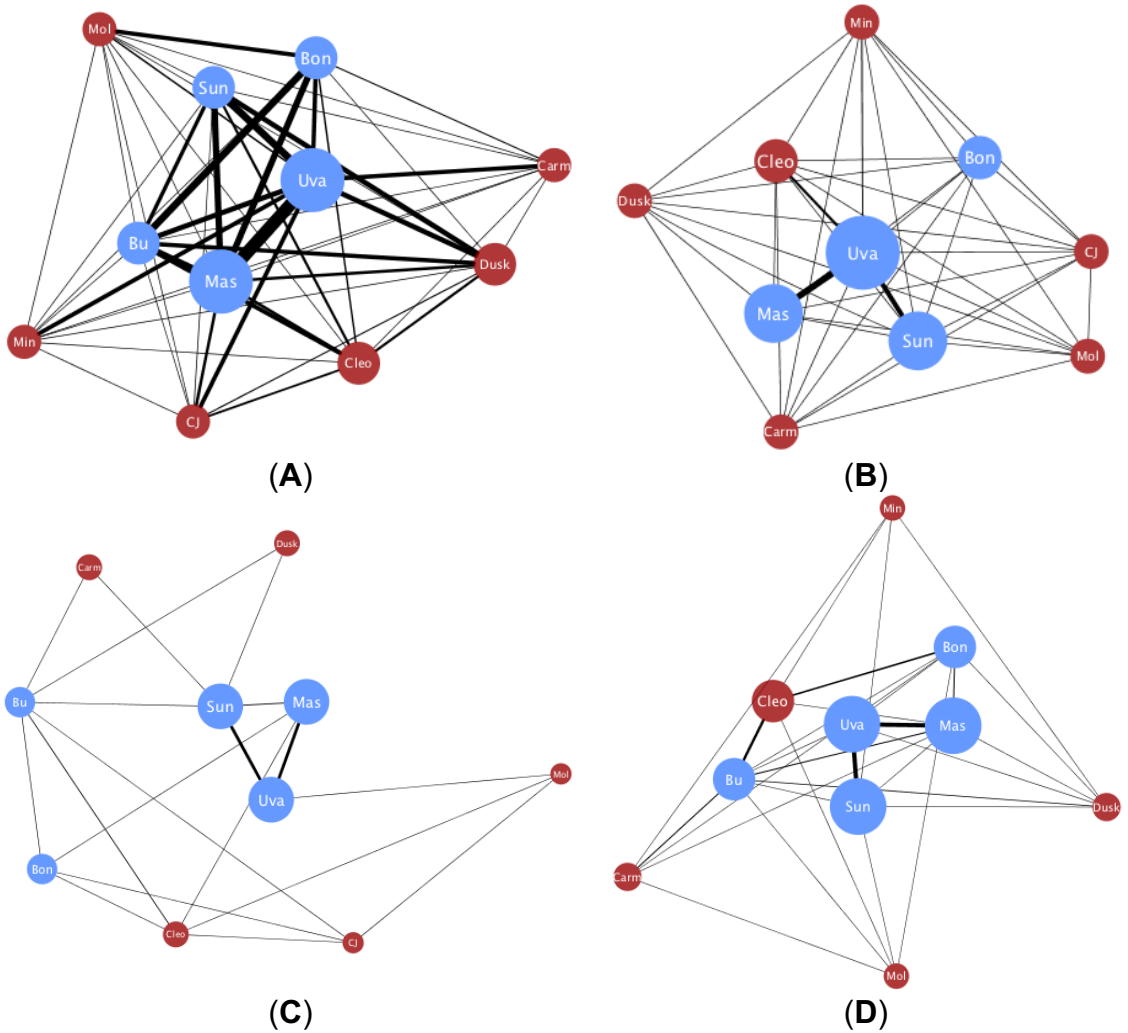 Mol
Bon
Sun
Carm
Uva
Bu
Dusk
Mas
Min
Cleo
CJ
(A)
Min
Cleo
Bon
Dusk
CJ
Uva
Mas
Sun
Mol
Carm
(B)
Dusk
Carm
Bu
Sun
Mas
Mol
Uva
Bon
Cleo
CJ
(C)
Min
Bon
Cleo
Uva
Mas
Bu
Sun
Dusk
Carm
Mol
(D)